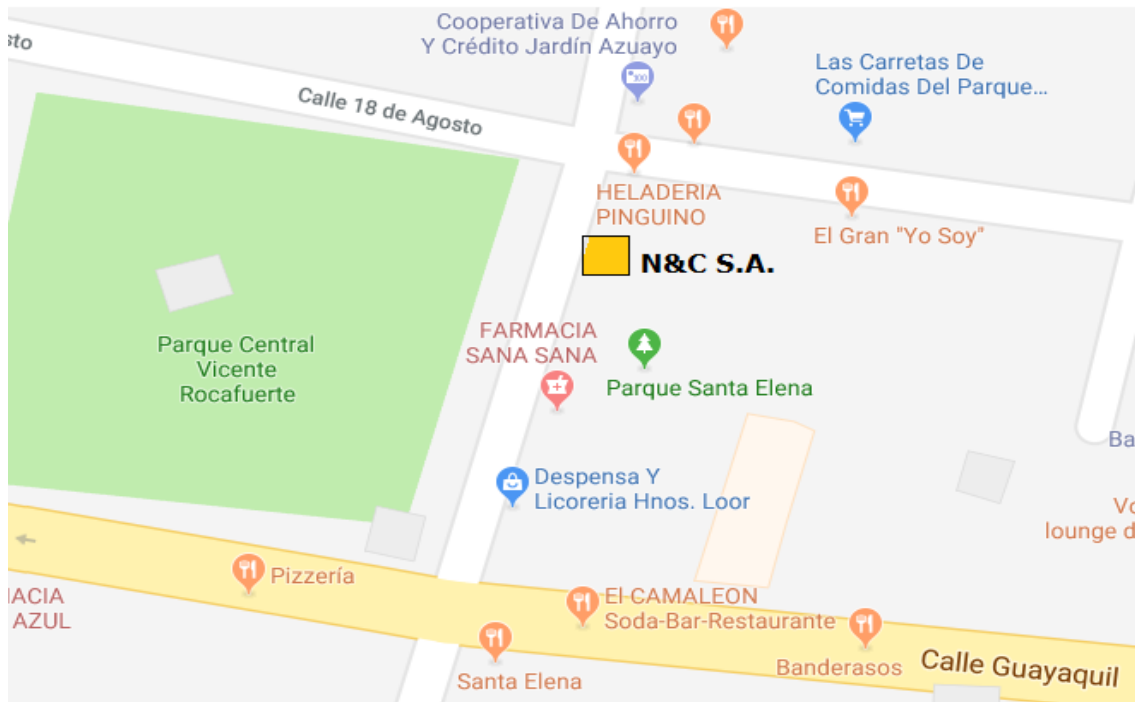 Cooperativa De Ahorro
Y Crédito Jardín Azuayo
sto
Las Carretas De
Comidas Del Parque...
Calle 18 de Agosto
HELADERIA
PINGUINO
El Gran "Yo Soy"
N&C S.A.
FARMACIA
SANA SANA
Parque Central
Vicente
Rocafuerte
Parque Santa Elena
Ba
Despensa Y
Licoreria Hnos. Loor
Vo
lounge d
Pizzería
IACIA
AZUL
El CAMALEON
Soda-Bar-Restaurante
Banderasos
Calle Guayaquil
Santa Elena